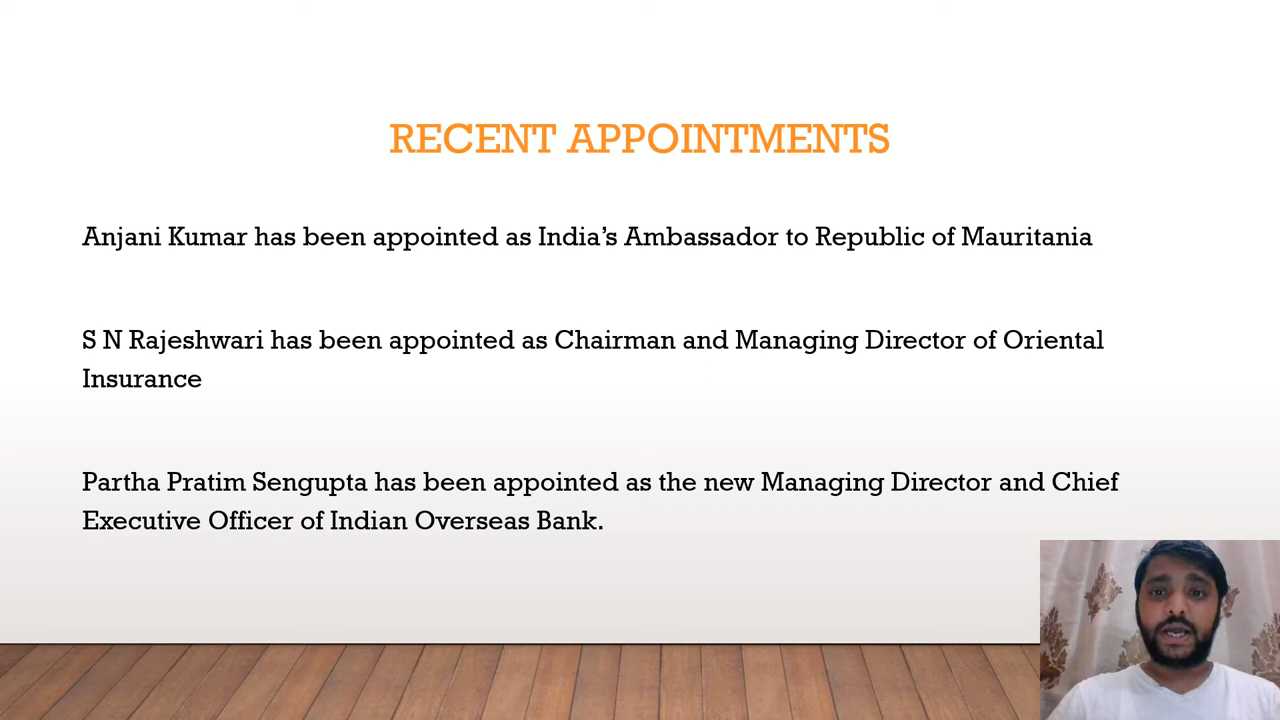 RECENT APPOINTMENTS
Anjani Kumar has been appointed as India’s Ambassador to Republic of Mauritania
S N Rajeshwari has been appointed as Chairman and Managing Director of Oriental
Insurance
Partha Pratim Sengupta has been appointed as the new Managing Director and Chief
Executive Officer of Indian Overseas Bank.